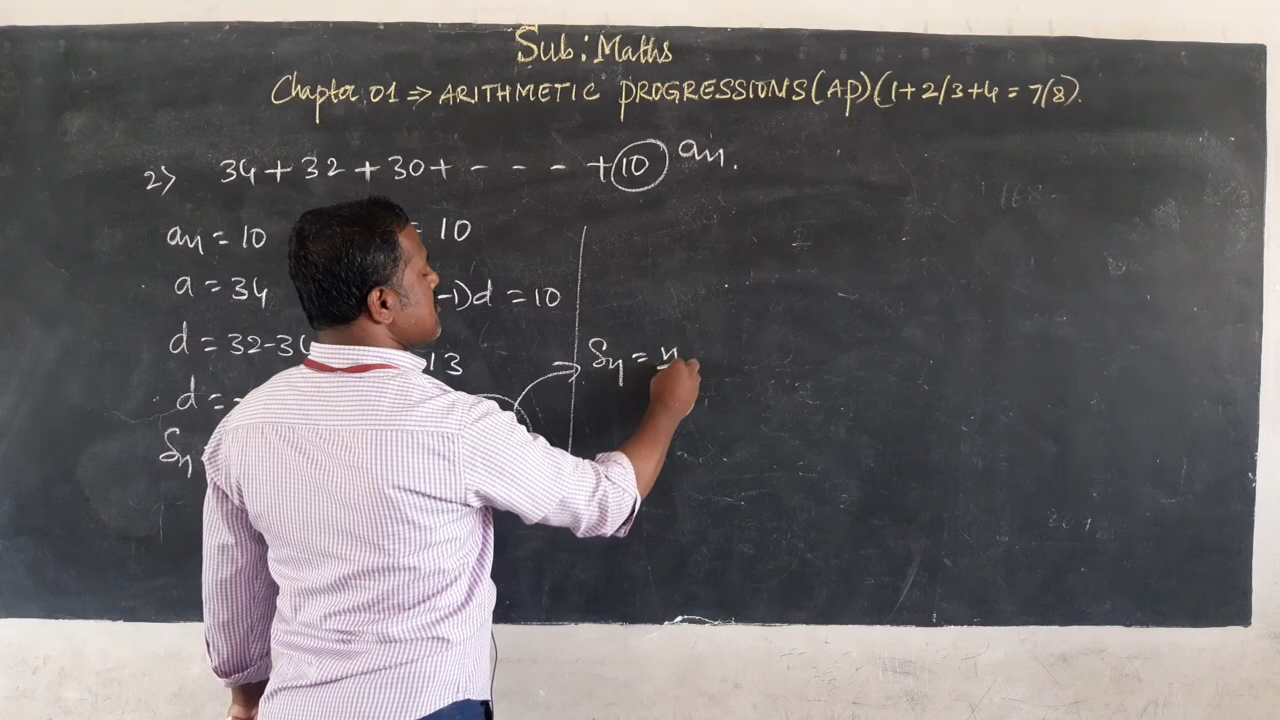 Sub: Maths
Chapter 01 ⇒ ARITHMETIC PROGRESSIONS (AP) (1+2/3+4 = 7/8).
2> 34 + 32 + 30 + - - - + 10 an.
an = 10
= 10
a = 34
-1)d = 10
d = 32-3
13
Sn = n
d = -
Sn